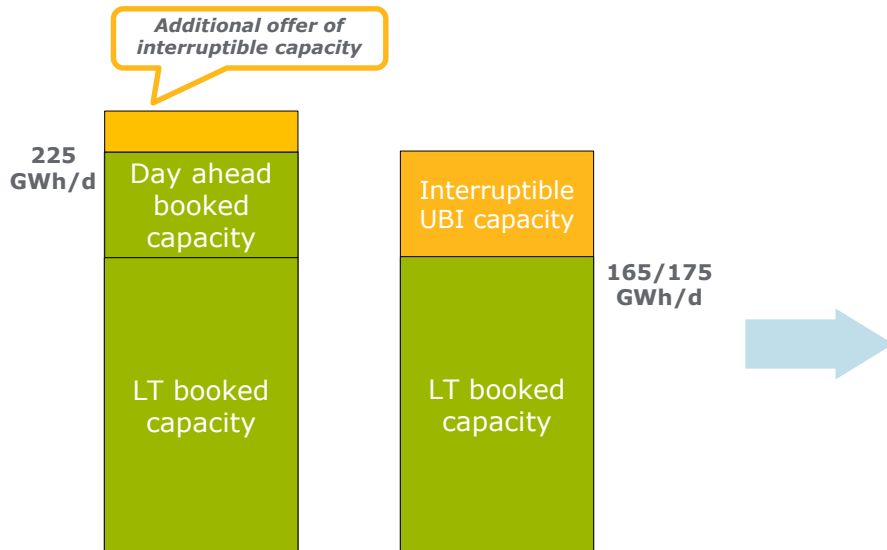 Additional offer of
interruptible capacity
225
GWh/d
Day ahead
booked
capacity
LT booked
capacity
Interruptible
UBI capacity
165/175
GWh/d
LT booked
capacity